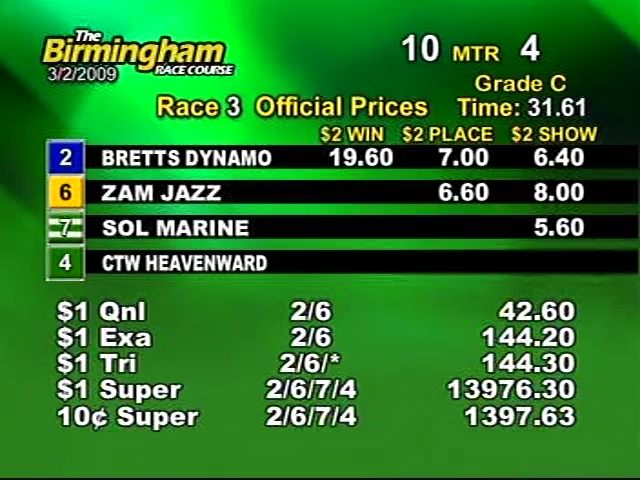 The
Birmingham
RACE COURSE
3/2/2009
10 MTR 4
Grade C
Race 3 Official Prices Time: 31.61
$2 WIN $2 PLACE $2 SHOW
2 BRETTS DYNAMO 19.60 7.00 6.40
6 ZAM JAZZ 6.60 8.00
7 SOL MARINE 5.60
4 CTW HEAVENWARD
$1 Qnl 2/6 42.60
$1 Exa 2/6 144.20
$1 Tri 2/6/* 144.30
$1 Super 2/6/7/4 13976.30
10¢ Super 2/6/7/4 1397.63